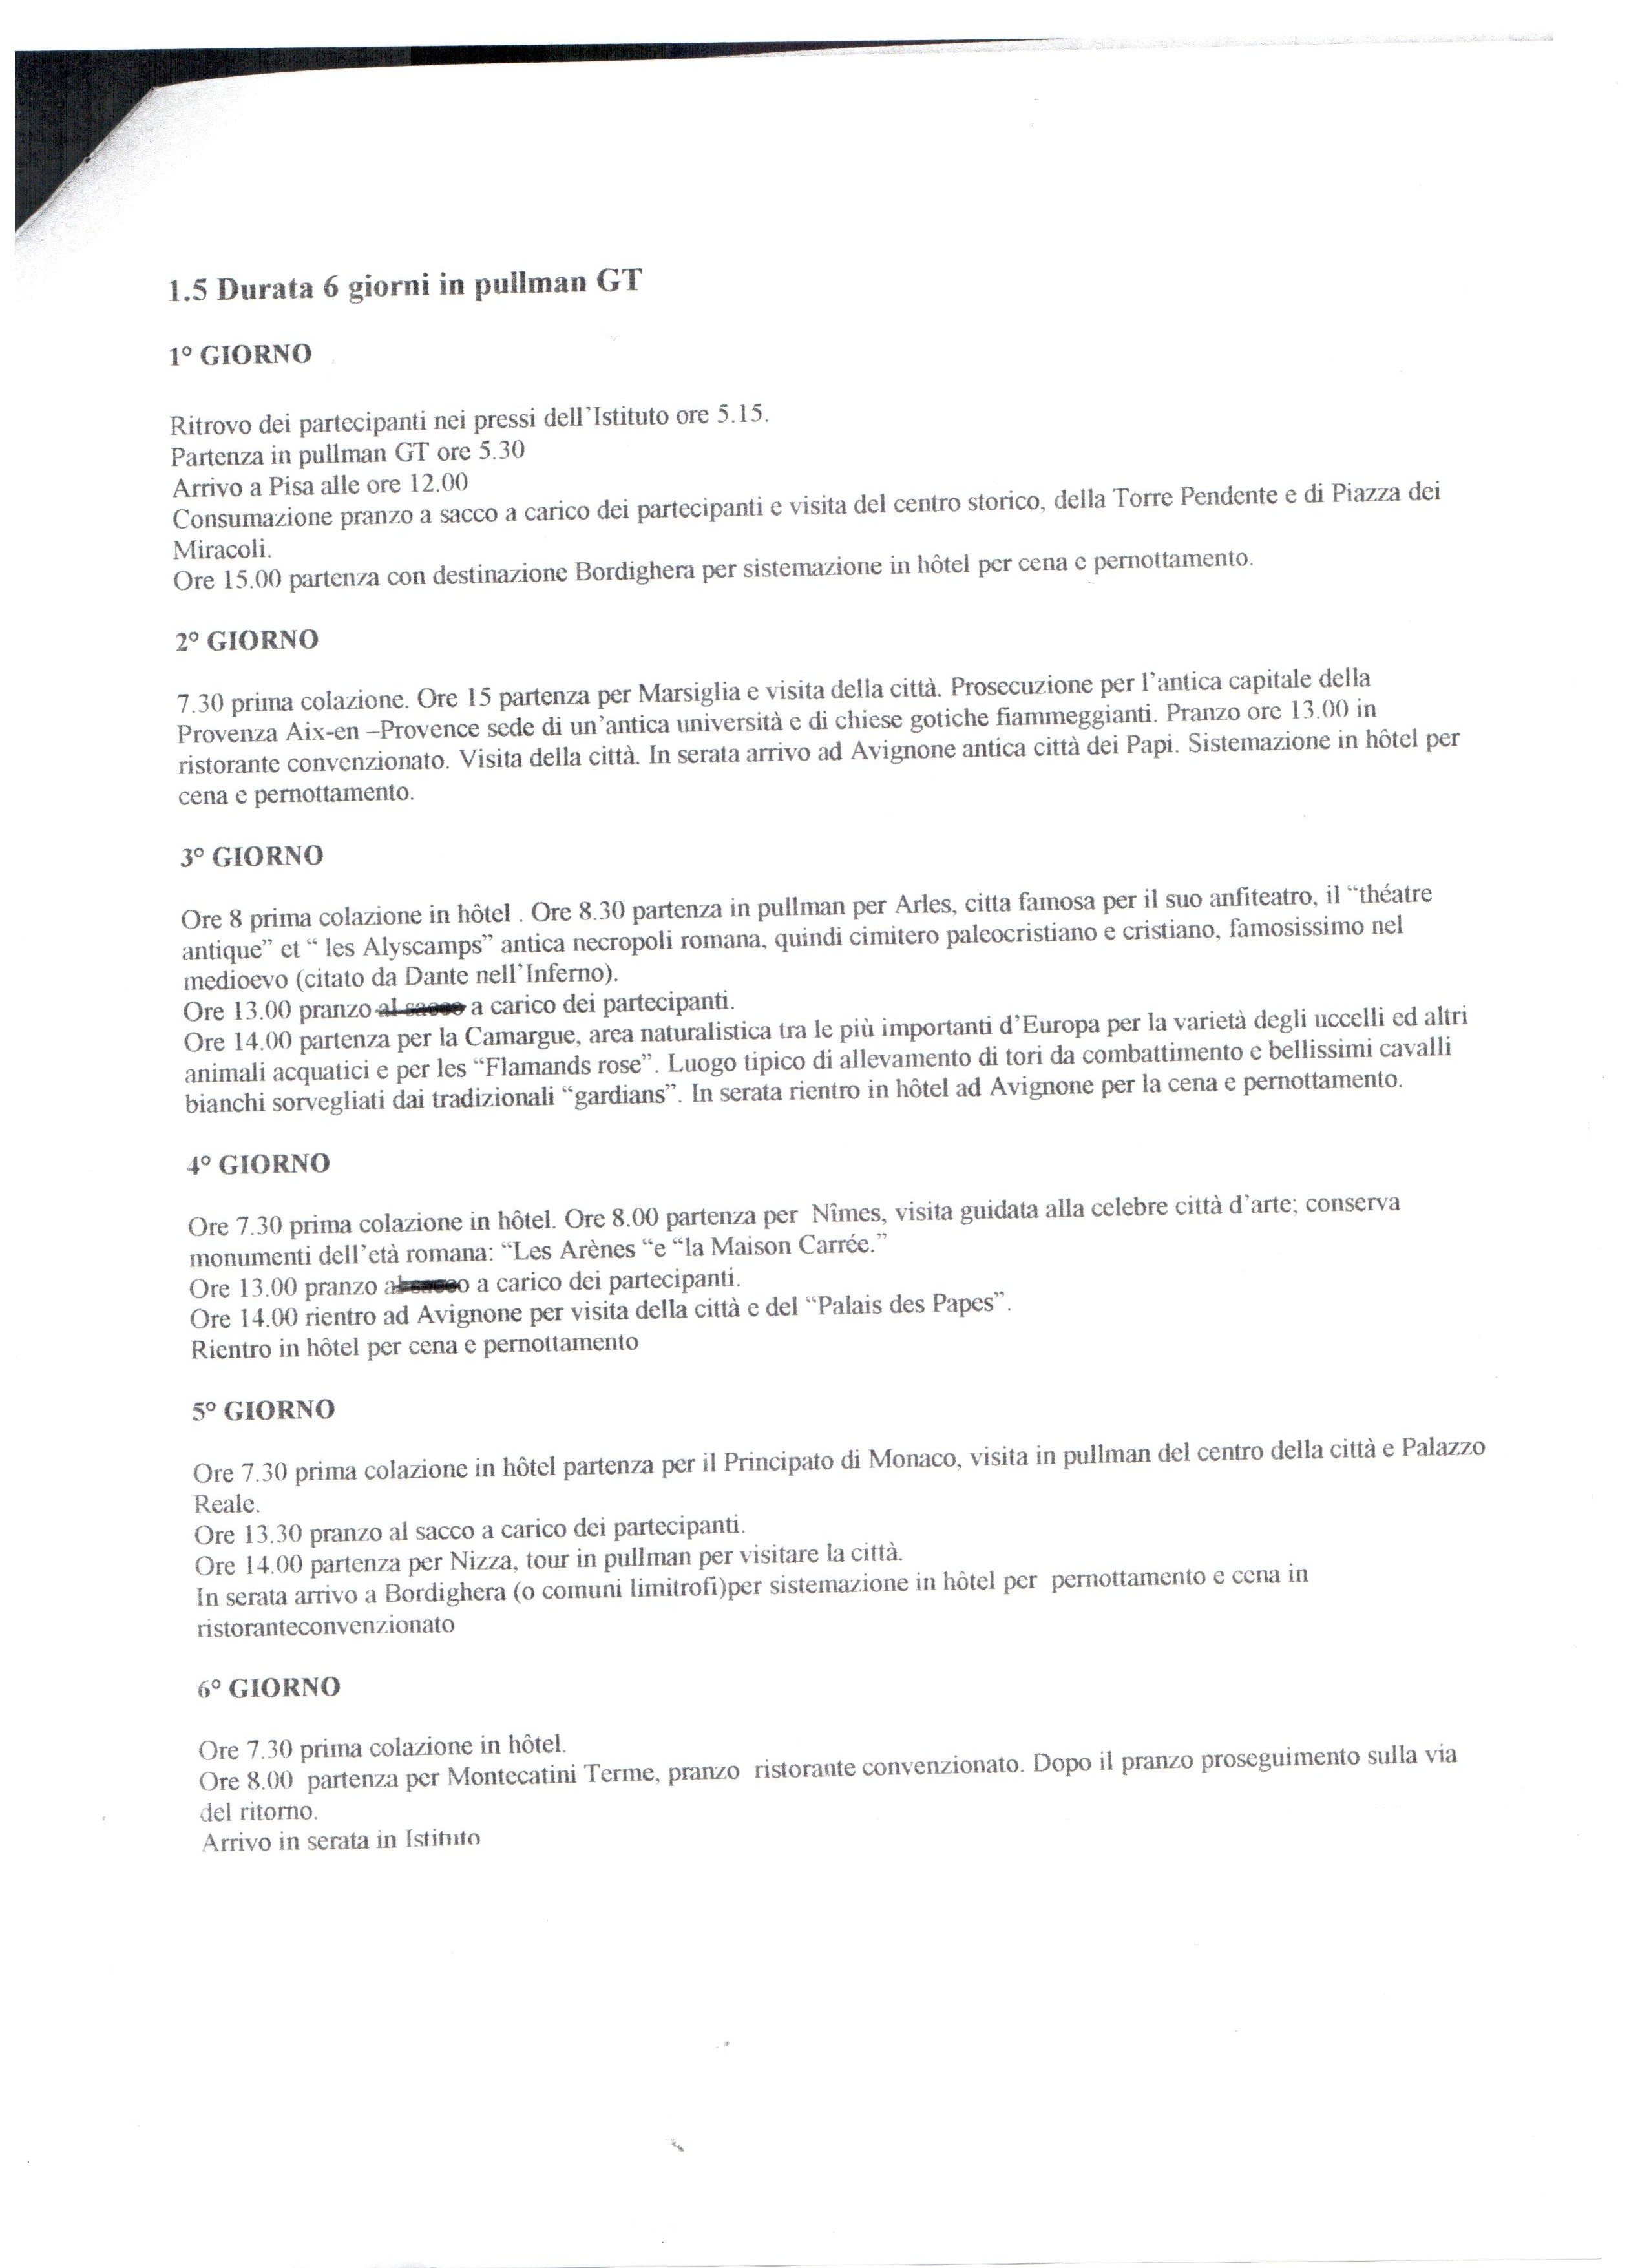 1.5 Durata 6 giorni in pullman GT
1° GIORNO
Ritrovo dei partecipanti nei pressi dell'Istituto ore 5.15.
Partenza in pullman GT ore 5.30
Arrivo a Pisa alle ore 12.00
Consumazione pranzo a sacco a carico dei partecipanti e visita del centro storico, della Torre Pendente e di Piazza dei
Miracoli.
Ore 15.00 partenza con destinazione Bordighera per sistemazione in hôtel per cena e pernottamento.
2° GIORNO
7.30 prima colazione. Ore 15 partenza per Marsiglia e visita della città. Prosecuzione per l'antica capitale della
Provenza Aix-en –Provence sede di un'antica università e di chiese gotiche fiammeggianti. Pranzo ore 13.00 in
ristorante convenzionato. Visita della città. In serata arrivo ad Avignone antica città dei Papi. Sistemazione in hôtel per
cena e pernottamento.
3° GIORNO
Ore 8 prima colazione in hôtel . Ore 8.30 partenza in pullman per Arles, citta famosa per il suo anfiteatro, il “théatre
antique” et “ les Alyscamps” antica necropoli romana, quindi cimitero paleocristiano e cristiano, famosissimo nel
medioevo (citato da Dante nell'Inferno).
Ore 13.00 pranzo al sacco a carico dei partecipanti.
Ore 14.00 partenza per la Camargue, area naturalistica tra le più importanti d'Europa per la varietà degli uccelli ed altri
animali acquatici e per les “Flamands rose”. Luogo tipico di allevamento di tori da combattimento e bellissimi cavalli
bianchi sorvegliati dai tradizionali “gardians”. In serata rientro in hôtel ad Avignone per la cena e pernottamento.
4° GIORNO
Ore 7.30 prima colazione in hôtel. Ore 8.00 partenza per Nîmes, visita guidata alla celebre città d'arte; conserva
monumenti dell'età romana: “Les Arènes “e “la Maison Carrée.”
Ore 13.00 pranzo al sacco a carico dei partecipanti.
Ore 14.00 rientro ad Avignone per visita della città e del “Palais des Papes”.
Rientro in hôtel per cena e pernottamento
5° GIORNO
Ore 7.30 prima colazione in hôtel partenza per il Principato di Monaco, visita in pullman del centro della città e Palazzo
Reale.
Ore 13.30 pranzo al sacco a carico dei partecipanti.
Ore 14.00 partenza per Nizza, tour in pullman per visitare la città.
In serata arrivo a Bordighera (o comuni limitrofi)per sistemazione in hôtel per pernottamento e cena in
ristoranteconvenzionato
6° GIORNO
Ore 7.30 prima colazione in hôtel.
Ore 8.00 partenza per Montecatini Terme, pranzo ristorante convenzionato. Dopo il pranzo proseguimento sulla via
del ritorno.
Arrivo in serata in Istituto